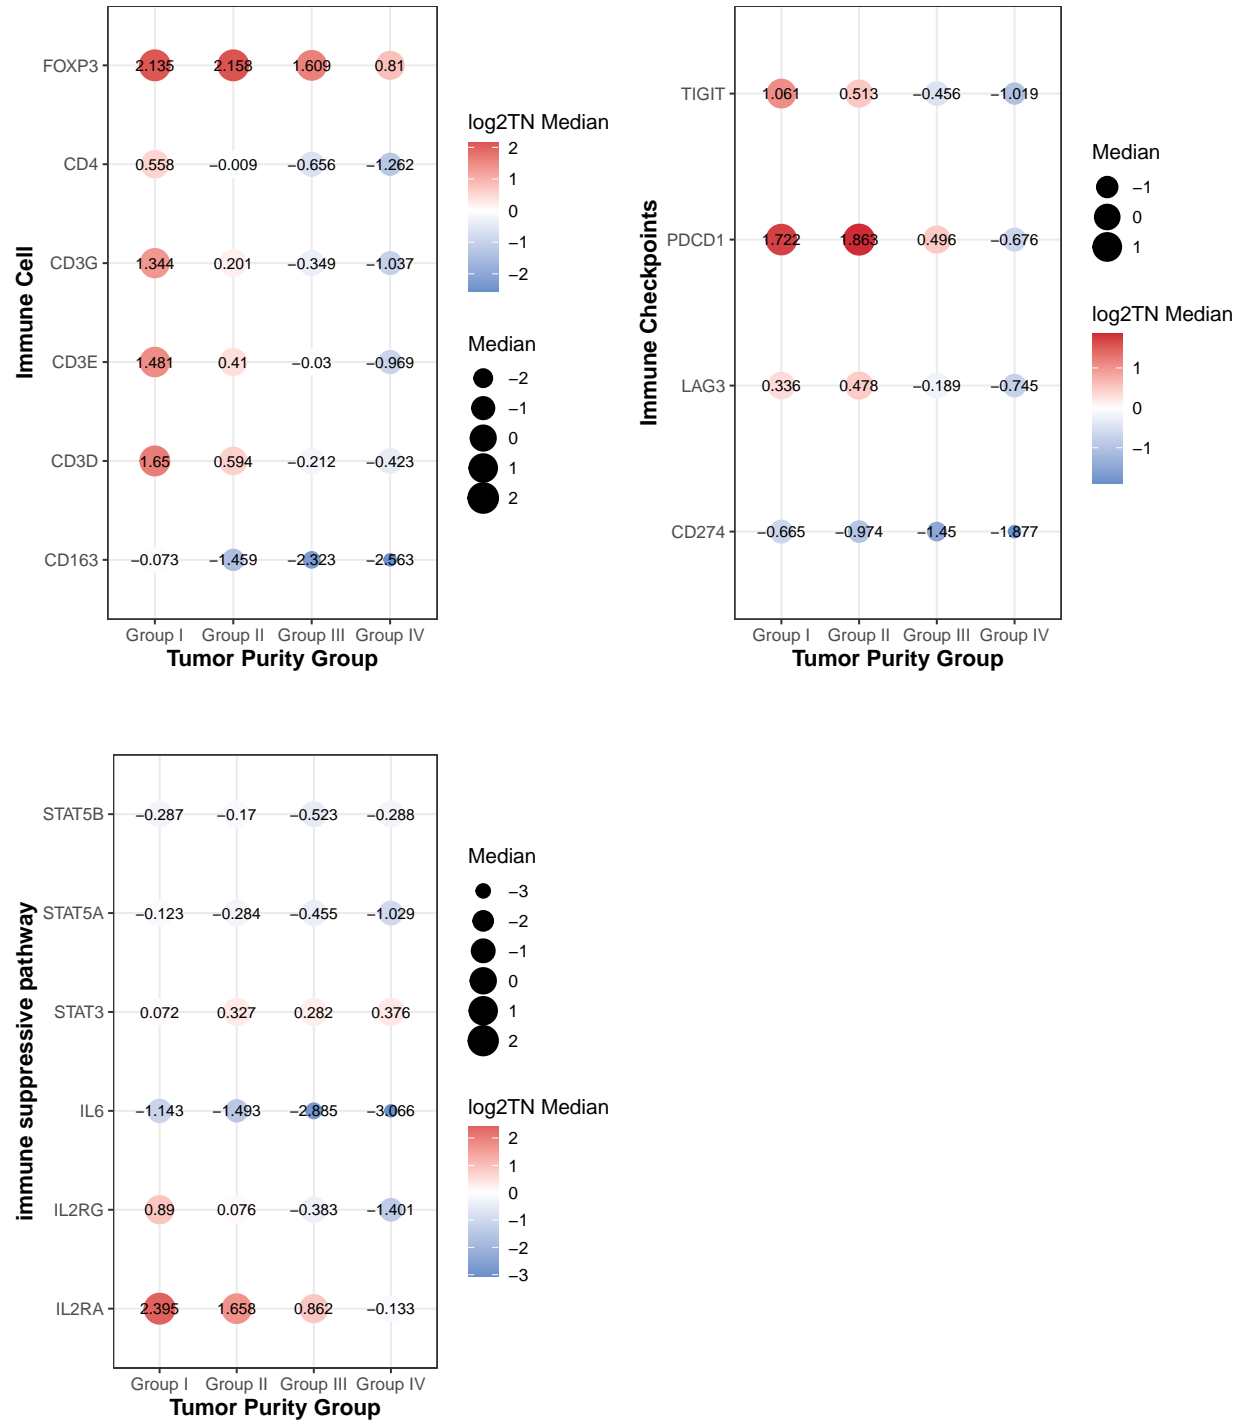 Immune Cell
FOXP3 2.135 2.158 1.609 0.81
CD4 0.558 −0.009 −0.656 −1.262
CD3G 1.344 0.201 −0.349 −1.037
CD3E 1.481 0.41 −0.03 −0.969
CD3D 1.65 0.594 −0.212 −0.423
CD163 −0.073 −1.459 −2.323 −2.563
Group I Group II Group III Group IV
Tumor Purity Group
log2TN Median
2
1
0
−1
−2
Median
−2
−1
0
1
2
Immune Checkpoints
TIGIT 1.061 0.513 −0.456 −1.019
PDCD1 1.722 1.863 0.496 −0.676
LAG3 0.336 0.478 −0.189 −0.745
CD274 −0.665 −0.974 −1.45 −1.877
Group I Group II Group III Group IV
Tumor Purity Group
Median
−1
0
1
log2TN Median
1
0
−1
immune suppressive pathway
STAT5B −0.287 −0.17 −0.523 −0.288
STAT5A −0.123 −0.284 −0.455 −1.029
STAT3 0.072 0.327 0.282 0.376
IL6 −1.143 −1.493 −2.885 −3.066
IL2RG 0.89 0.076 −0.383 −1.401
IL2RA 2.395 1.658 0.862 −0.133
Group I Group II Group III Group IV
Tumor Purity Group
Median
−3
−2
−1
0
1
2
log2TN Median
2
1
0
−1
−2
−3